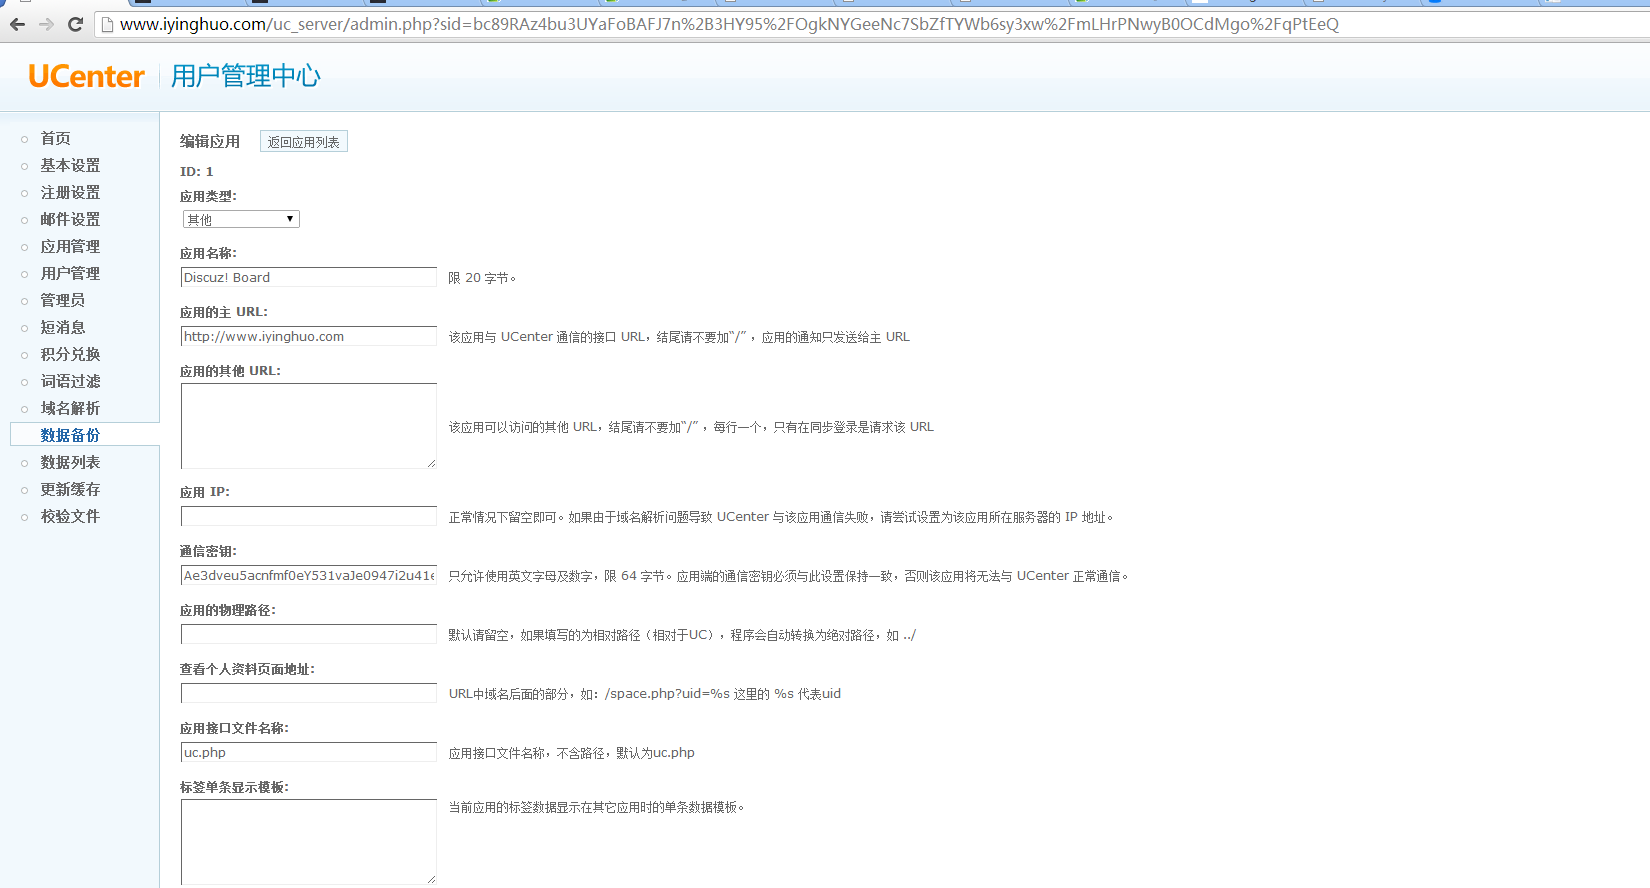 www.iyinghuo.com/uc_server/admin.php?sid=bc89RAz4bu3UYaFoBAFJ7n%2B3HY95%2FOgkNYGeeNc7SbZfTYWb6sy3xw%2FmLHrPNwyB0OCdMgo%2FqPtEeQ
UCenter 用户管理中心
首页
基本设置
注册设置
邮件设置
应用管理
用户管理
管理员
短消息
积分兑换
词语过滤
域名解析
数据备份
数据列表
更新缓存
校验文件
编辑应用 返回应用列表
ID: 1
应用类型:
其他
应用名称:
Discuz! Board 限 20 字节。
应用的主 URL:
http://www.iyinghuo.com 该应用与 UCenter 通信的接口 URL，结尾请不要加“/” ，应用的通知只发送给主 URL
应用的其他 URL:
该应用可以访问的其他 URL，结尾请不要加“/” ，每行一个，只有在同步登录是请求该 URL
应用 IP:
正常情况下留空即可。如果由于域名解析问题导致 UCenter 与该应用通信失败，请尝试设置为该应用所在服务器的 IP 地址。
通信密钥:
Ae3dveu5acnfmf0eY531vaJe0947i2u41e 只允许使用英文字母及数字，限 64 字节。应用端的通信密钥必须与此设置保持一致，否则该应用将无法与 UCenter 正常通信。
应用的物理路径:
默认请留空，如果填写的为相对路径（相对于UC），程序会自动转换为绝对路径，如 ../
查看个人资料页面地址:
URL中域名后面的部分，如：/space.php?uid=%s 这里的 %s 代表uid
应用接口文件名称:
uc.php 应用接口文件名称，不含路径，默认为uc.php
标签单条显示模板:
当前应用的标签数据显示在其它应用时的单条数据模板。